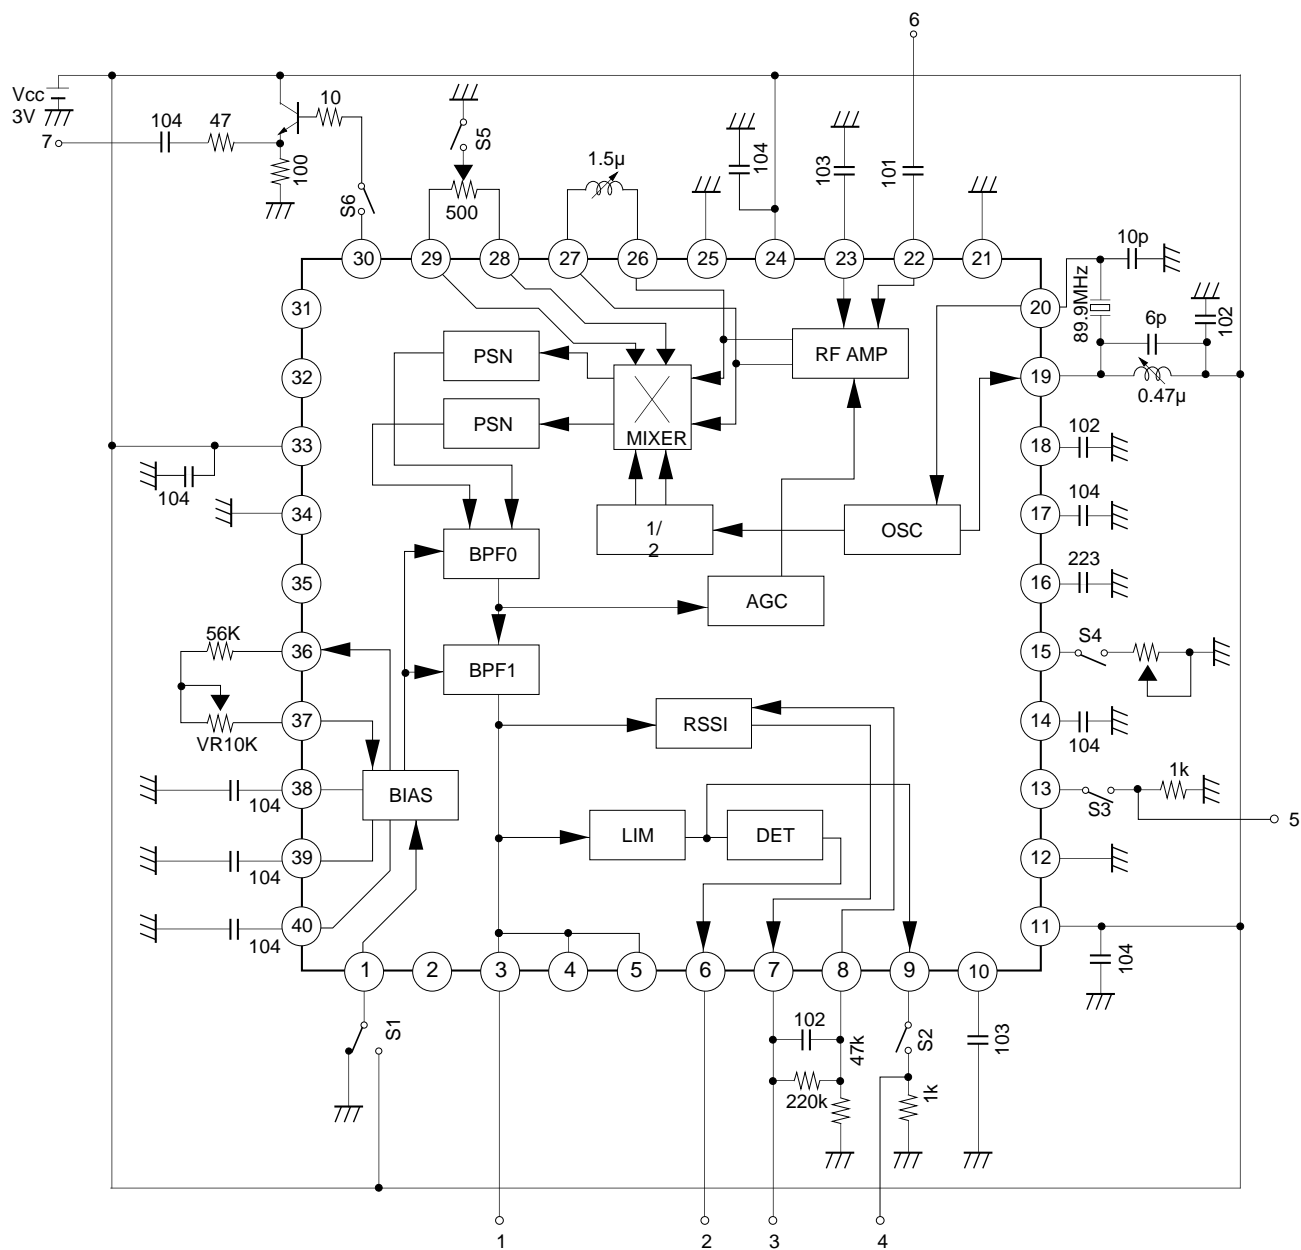 6
Vcc
3V
7
104
47
10
100
S6
S5
500
1.5µ
104
103
101
30
29
28
27
26
25
24
23
22
21
10p
89.9MHz
6p
102
0.47µ
31
20
PSN
RF AMP
32
19
PSN
MIXER
33
104
18
102
34
1/
2
OSC
17
104
BPF0
35
AGC
16
223
56K
36
BPF1
15
S4
37
VR10K
RSSI
14
104
38
104
BIAS
13
S3
1k
5
39
104
LIM
DET
12
40
104
11
104
1
2
3
4
5
6
7
8
9
10
S1
102
47k
220k
S2
1k
103
1
2
3
4